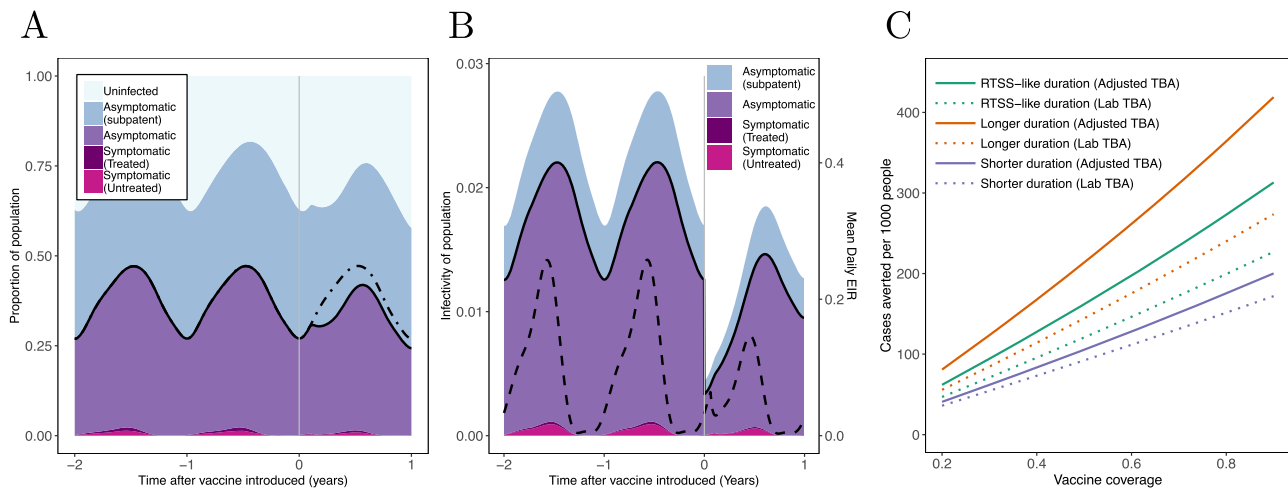 A
1.00
0.75
0.50
0.25
0.00
Proportion of population
Uninfected
Asymptomatic
(subpatent)
Asymptomatic
Symptomatic
(Treated)
Symptomatic
(Untreated)
−2
−1
0
1
Time after vaccine introduced (years)
B
0.03
0.02
0.01
0.00
Infectivity of population
Asymptomatic
(subpatent)
Asymptomatic
Symptomatic
(Treated)
Symptomatic
(Untreated)
0.4
0.2
0.0
Mean Daily EIR
−2
−1
0
1
Time after vaccine introduced (Years)
C
400
300
200
100
0
Cases averted per 1000 people
RTSS−like duration (Adjusted TBA)
RTSS−like duration (Lab TBA)
Longer duration (Adjusted TBA)
Longer duration (Lab TBA)
Shorter duration (Adjusted TBA)
Shorter duration (Lab TBA)
0.2
0.4
0.6
0.8
Vaccine coverage